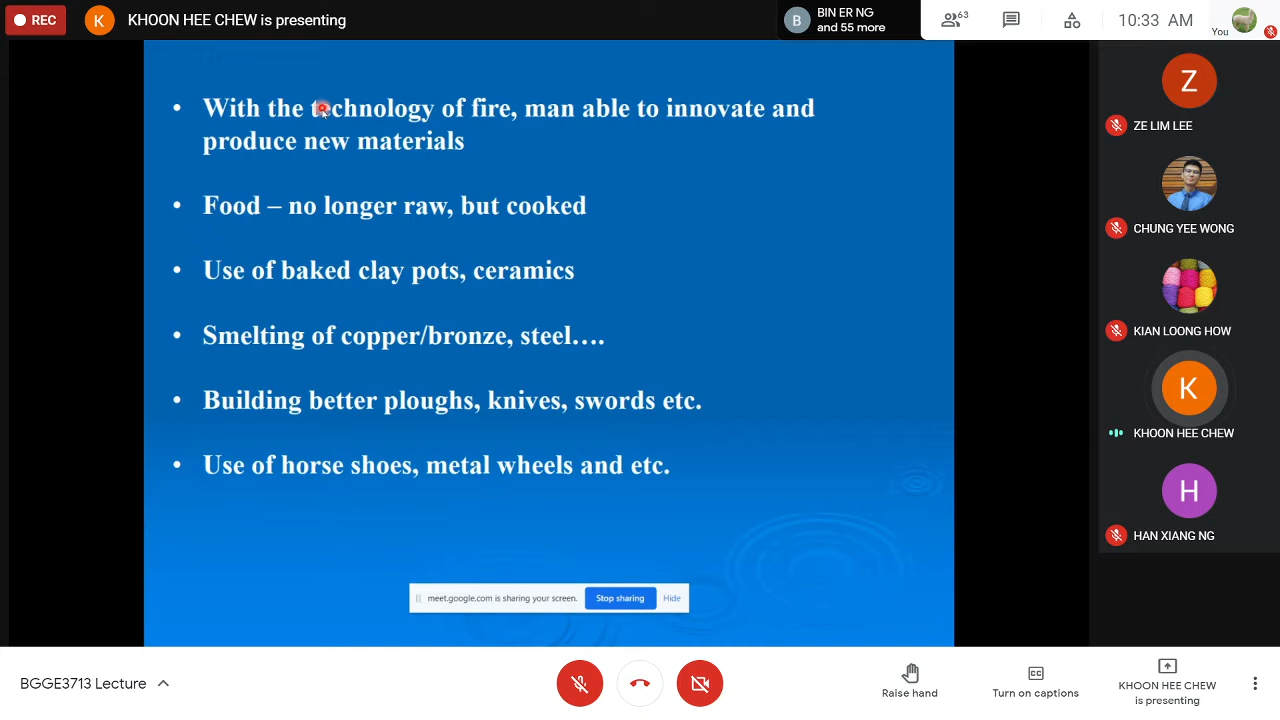 REC
K
KHOON HEE CHEW is presenting
B
BIN ER NG
and 55 more
63
10:33 AM
You
• With the technology of fire, man able to innovate and
produce new materials
• Food – no longer raw, but cooked
• Use of baked clay pots, ceramics
• Smelting of copper/bronze, steel….
• Building better ploughs, knives, swords etc.
• Use of horse shoes, metal wheels and etc.
meet.google.com is sharing your screen.
Stop sharing
Hide
Z
ZE LIM LEE
CHUNG YEE WONG
KIAN LOONG HOW
K
KHOON HEE CHEW
H
HAN XIANG NG
BGGE3713 Lecture
Raise hand
CC
Turn on captions
KHOON HEE CHEW
is presenting